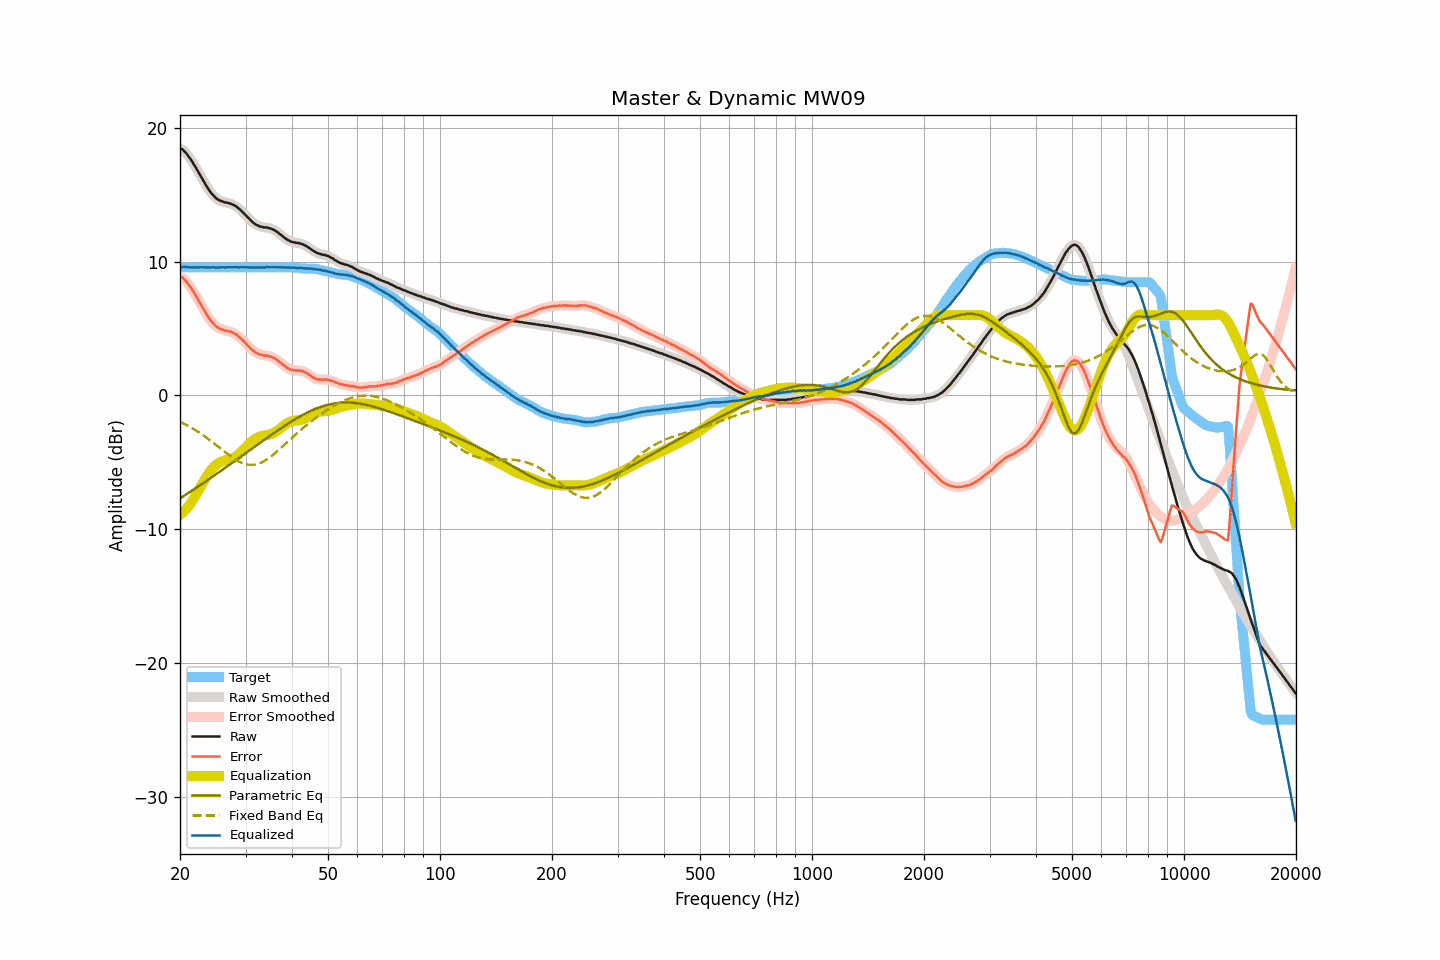 Master & Dynamic MW09
20
10
0
−10
−20
−30
Amplitude (dBr)
Target
Raw Smoothed
Error Smoothed
Raw
Error
Equalization
Parametric Eq
Fixed Band Eq
Equalized
20 50 100 200 500 1000 2000 5000 10000 20000
Frequency (Hz)